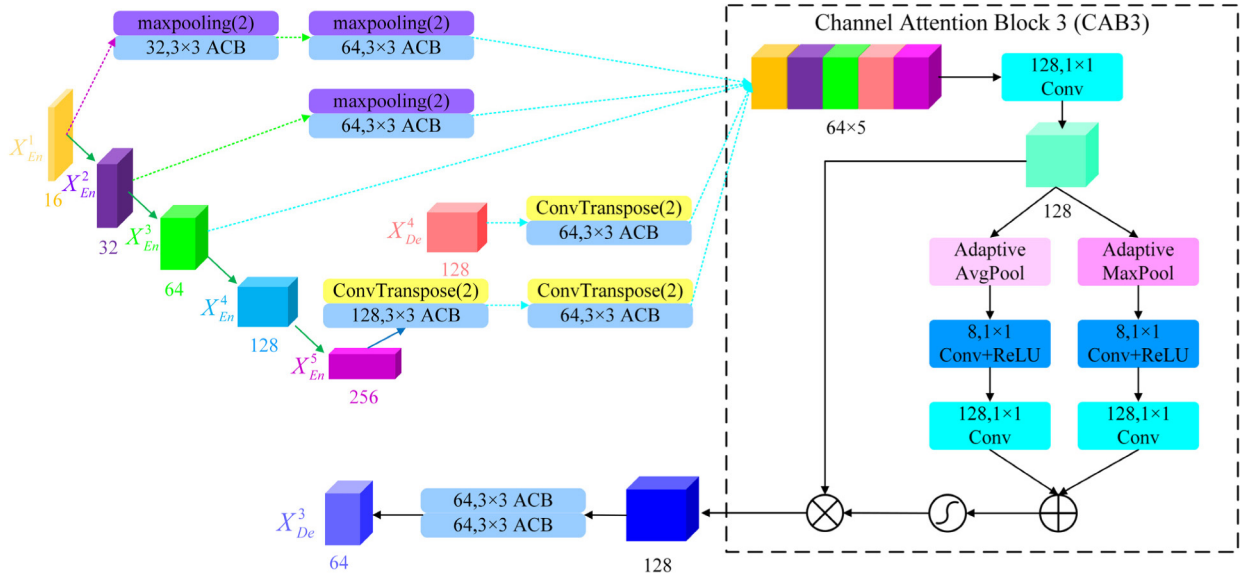 Channel Attention Block 3 (CAB3)
maxpooling(2)
32,3×3 ACB
maxpooling(2)
64,3×3 ACB
128,1×1
Conv
64×5
maxpooling(2)
64,3×3 ACB
X¹En
16
X²En
32
128
X³En
64
X⁴De
128
ConvTranspose(2)
64,3×3 ACB
Adaptive
AvgPool
Adaptive
MaxPool
X⁴En
128
ConvTranspose(2)
128,3×3 ACB
ConvTranspose(2)
64,3×3 ACB
8,1×1
Conv+ReLU
8,1×1
Conv+ReLU
X⁵En
256
128,1×1
Conv
128,1×1
Conv
X³De
64
64,3×3 ACB
64,3×3 ACB
128